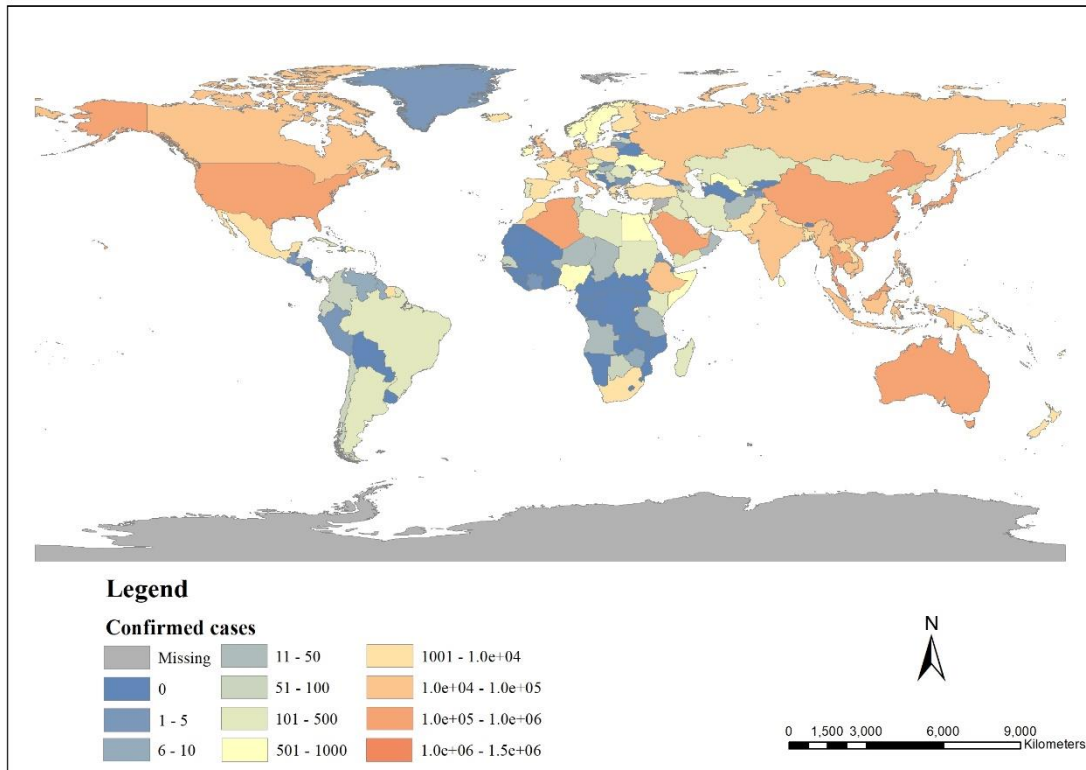 Legend
Confirmed cases
Missing
0
1 - 5
6 - 10
11 - 50
51 - 100
101 - 500
501 - 1000
1001 - 1.0e+04
1.0e+04 - 1.0e+05
1.0e+05 - 1.0e+06
1.0e+06 - 1.5e+06
N
0 1,500 3,000 6,000 9,000
Kilometers